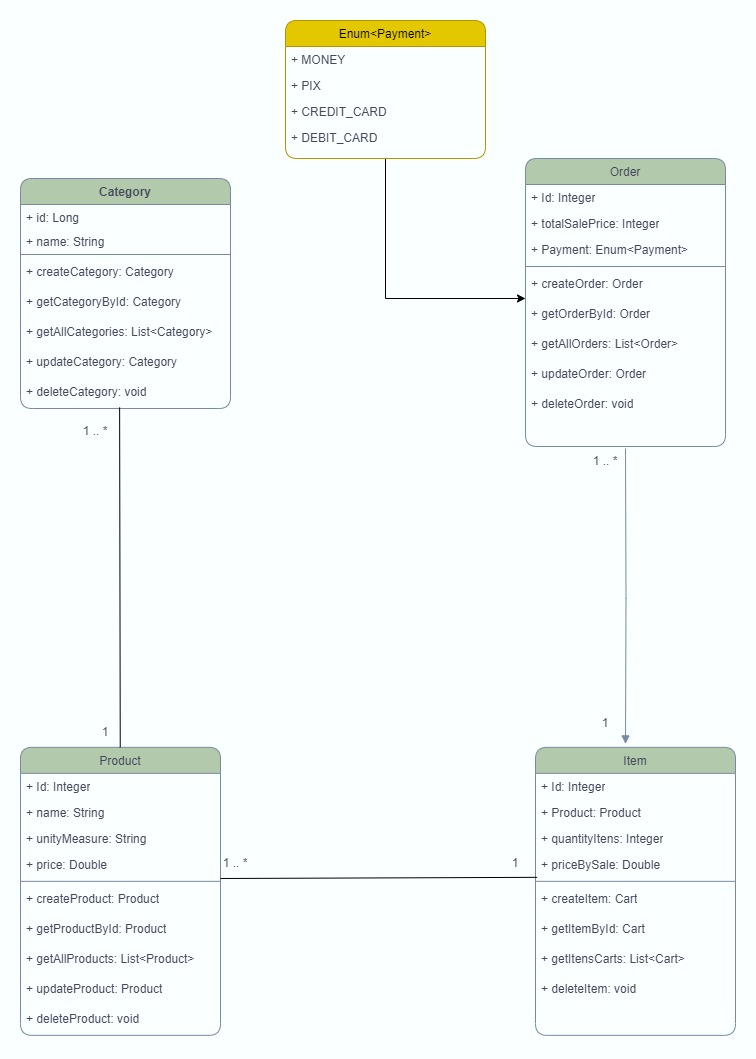 Enum<Payment>
+ MONEY
+ PIX
+ CREDIT_CARD
+ DEBIT_CARD
Category
+ id: Long
+ name: String
+ createCategory: Category
+ getCategoryById: Category
+ getAllCategories: List<Category>
+ updateCategory: Category
+ deleteCategory: void
Order
+ Id: Integer
+ totalSalePrice: Integer
+ Payment: Enum<Payment>
+ createOrder: Order
+ getOrderById: Order
+ getAllOrders: List<Order>
+ updateOrder: Order
+ deleteOrder: void
1 .. *
1 .. *
1
1
Product
+ Id: Integer
+ name: String
+ unityMeasure: String
+ price: Double
+ createProduct: Product
+ getProductById: Product
+ getAllProducts: List<Product>
+ updateProduct: Product
+ deleteProduct: void
1 .. *
1
Item
+ Id: Integer
+ Product: Product
+ quantityItens: Integer
+ priceBySale: Double
+ createItem: Cart
+ getItemById: Cart
+ getItensCarts: List<Cart>
+ deleteItem: void